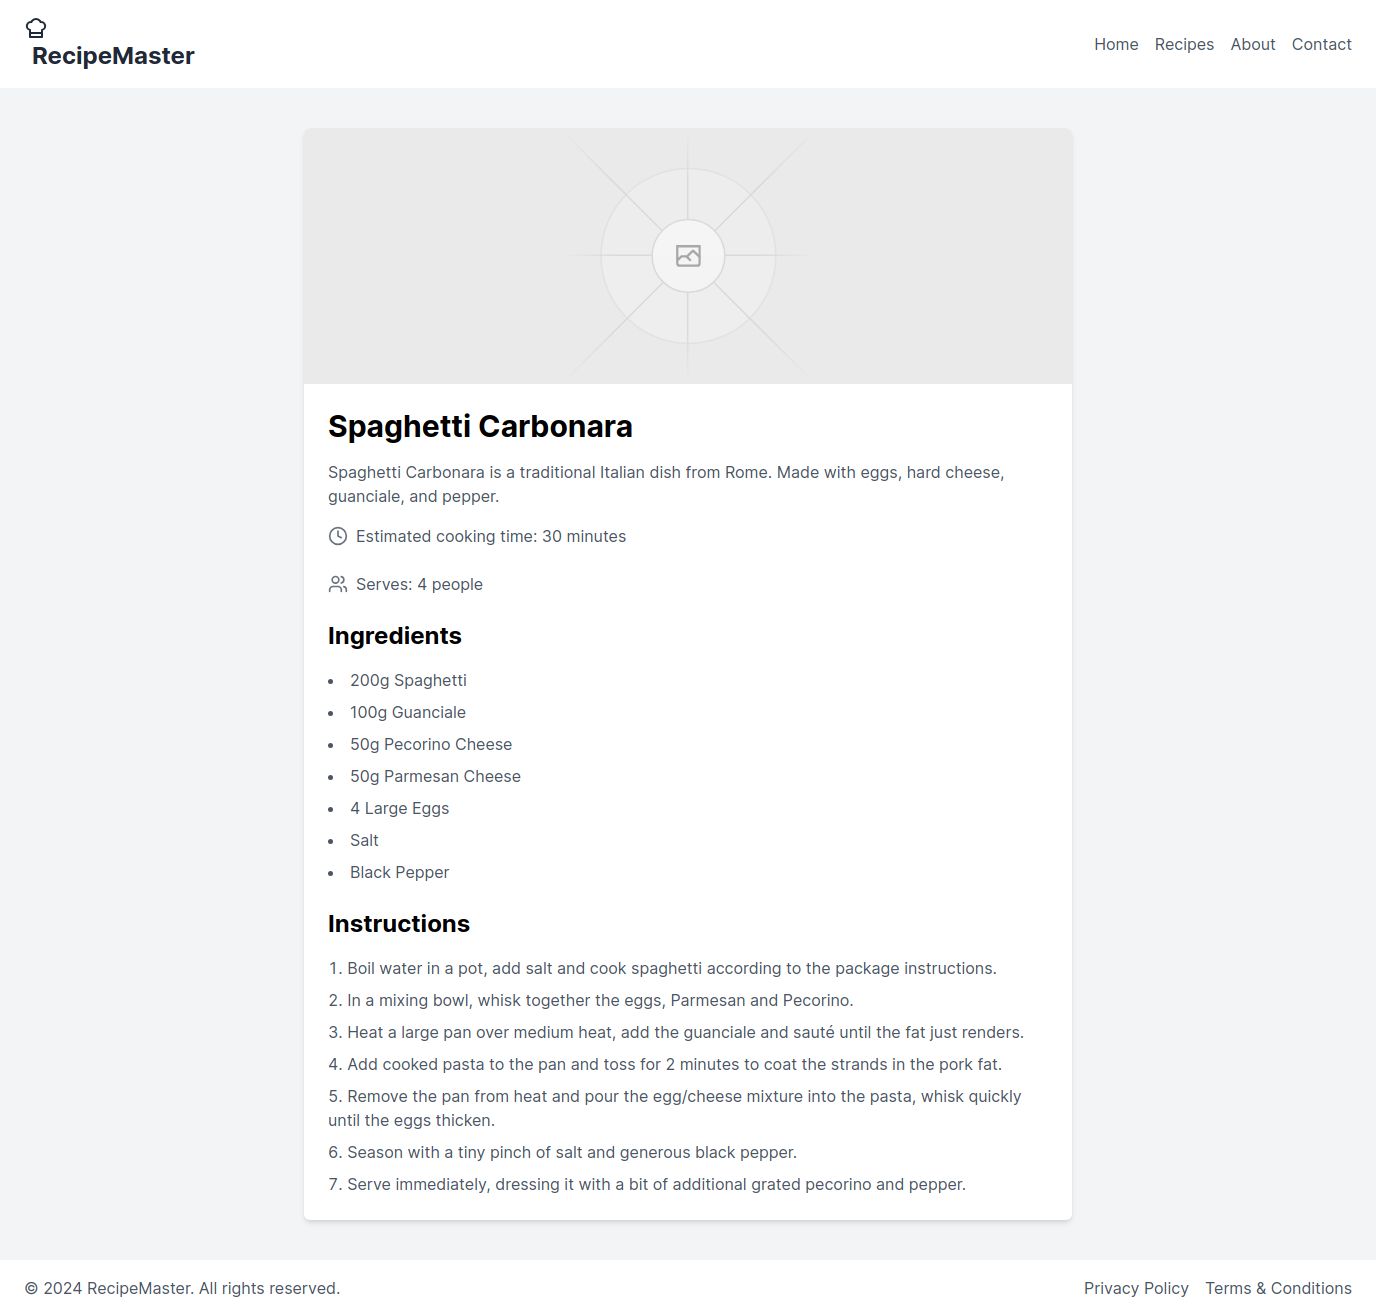 RecipeMaster
Home Recipes About Contact
Spaghetti Carbonara
Spaghetti Carbonara is a traditional Italian dish from Rome. Made with eggs, hard cheese,
guanciale, and pepper.
Estimated cooking time: 30 minutes
Serves: 4 people
Ingredients
• 200g Spaghetti
• 100g Guanciale
• 50g Pecorino Cheese
• 50g Parmesan Cheese
• 4 Large Eggs
• Salt
• Black Pepper
Instructions
1. Boil water in a pot, add salt and cook spaghetti according to the package instructions.
2. In a mixing bowl, whisk together the eggs, Parmesan and Pecorino.
3. Heat a large pan over medium heat, add the guanciale and sauté until the fat just renders.
4. Add cooked pasta to the pan and toss for 2 minutes to coat the strands in the pork fat.
5. Remove the pan from heat and pour the egg/cheese mixture into the pasta, whisk quickly
until the eggs thicken.
6. Season with a tiny pinch of salt and generous black pepper.
7. Serve immediately, dressing it with a bit of additional grated pecorino and pepper.
© 2024 RecipeMaster. All rights reserved.
Privacy Policy Terms & Conditions